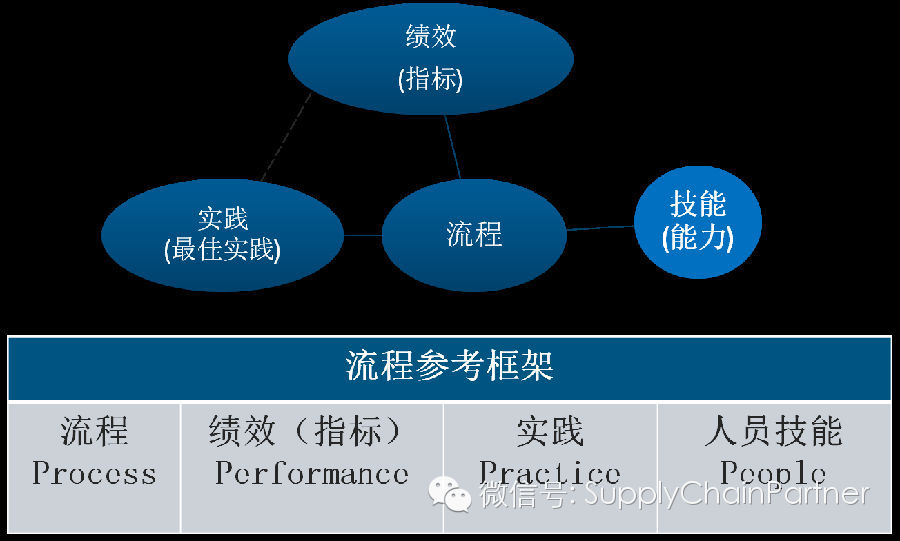 绩效
(指标)
实践
(最佳实践)
流程
技能
(能力)
流程参考框架
流程
Process
绩效（指标）
Performance
实践
Practice
人员技能
People
微信号: SupplyChainPartner